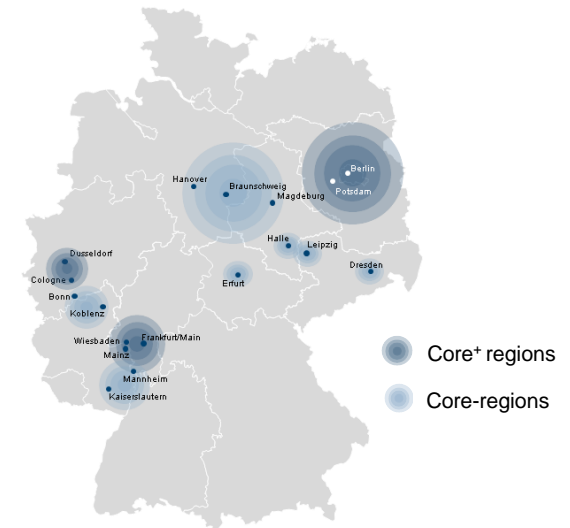 Berlin
Hanover
Potsdam
Braunschweig
Magdeburg
Halle
Leipzig
Dusseldorf
Dresden
Cologne
Erfurt
Bonn
Koblenz
Wiesbaden
Frankfurt/Main
Mainz
Core⁺ regions
Mannheim
Kaiserslautern
Core-regions